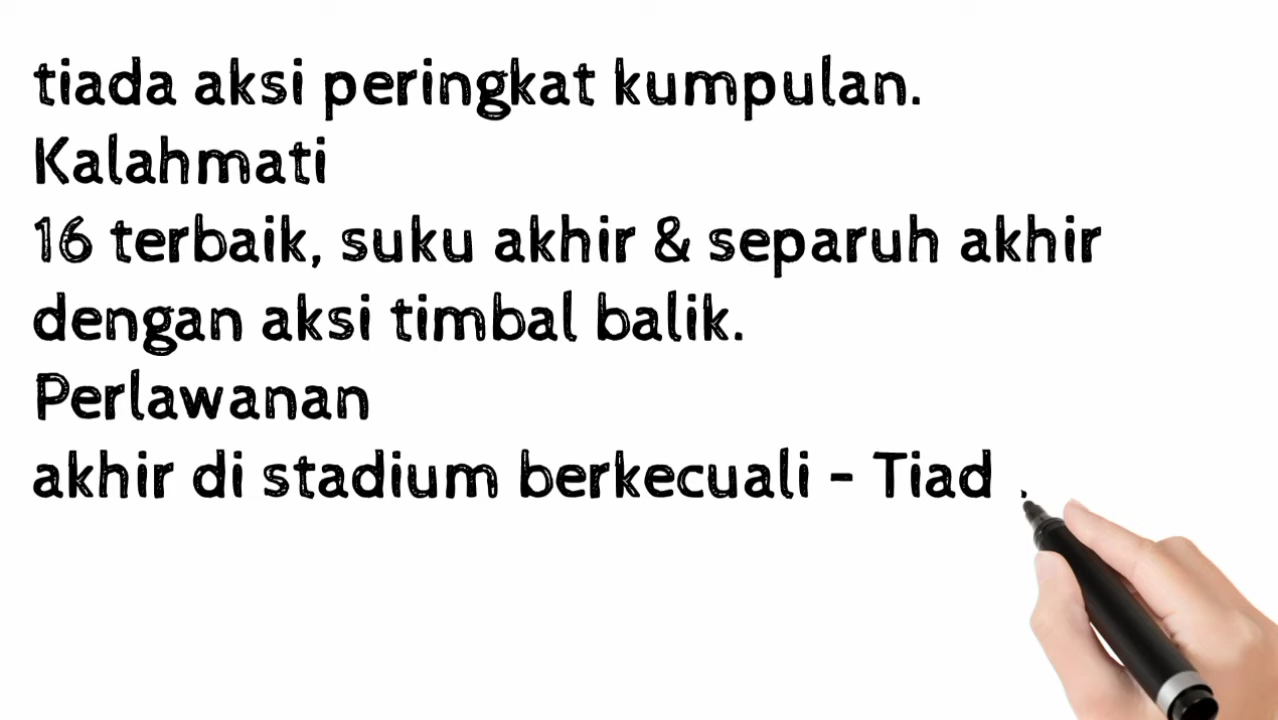 tiada aksi peringkat kumpulan.
Kalahmati
16 terbaik, suku akhir & separuh akhir
dengan aksi timbal balik.
Perlawanan
akhir di stadium berkecuali - Tiad